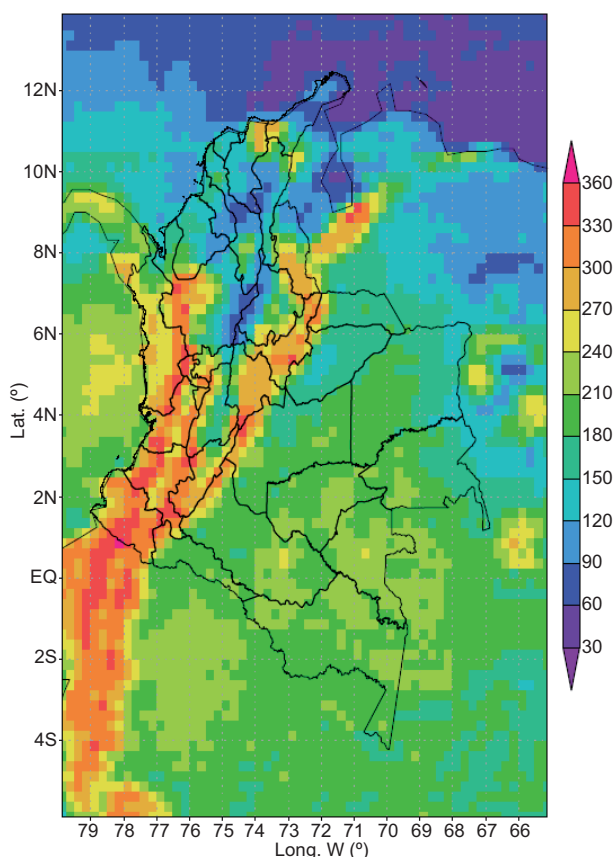 12N
10N
8N
6N
4N
2N
EQ
2S
4S
Lat. (º)
79 78 77 76 75 74 73 72 71 70 69 68 67 66
Long. W (º)
360
330
300
270
240
210
180
150
120
90
60
30